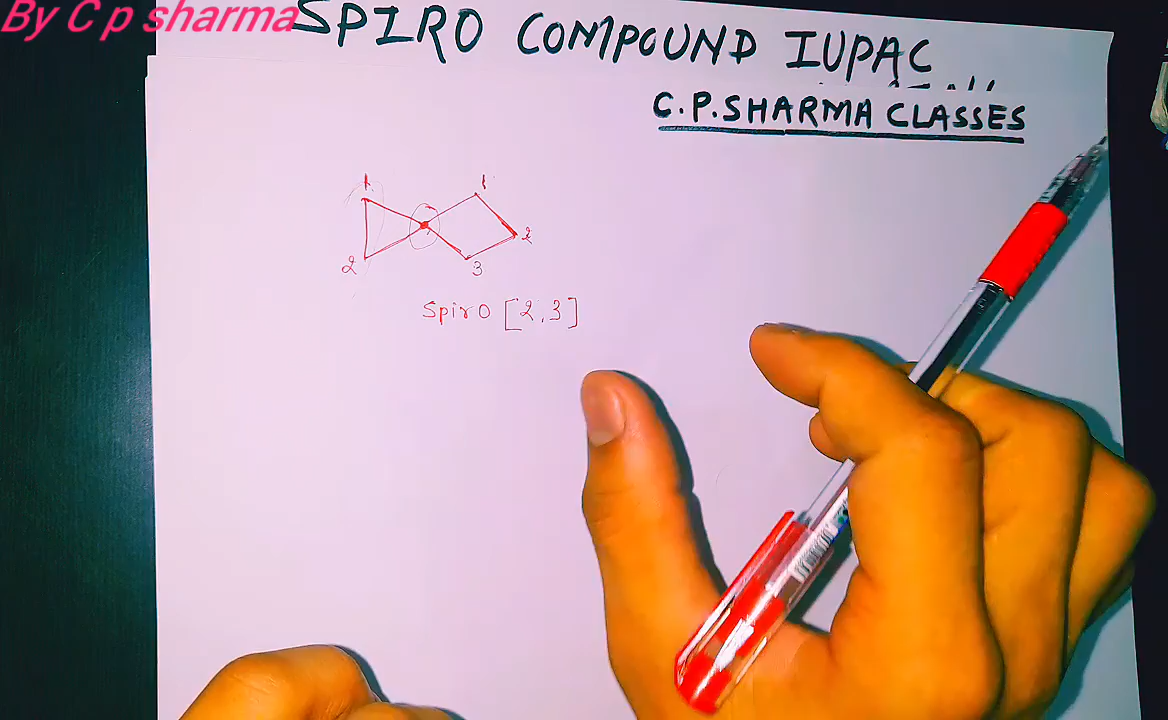 By C p sharma
SPIRO COMPOUND IUPAC
C.P.SHARMA CLASSES
1 1
2 2
3
Spiro [2,3]